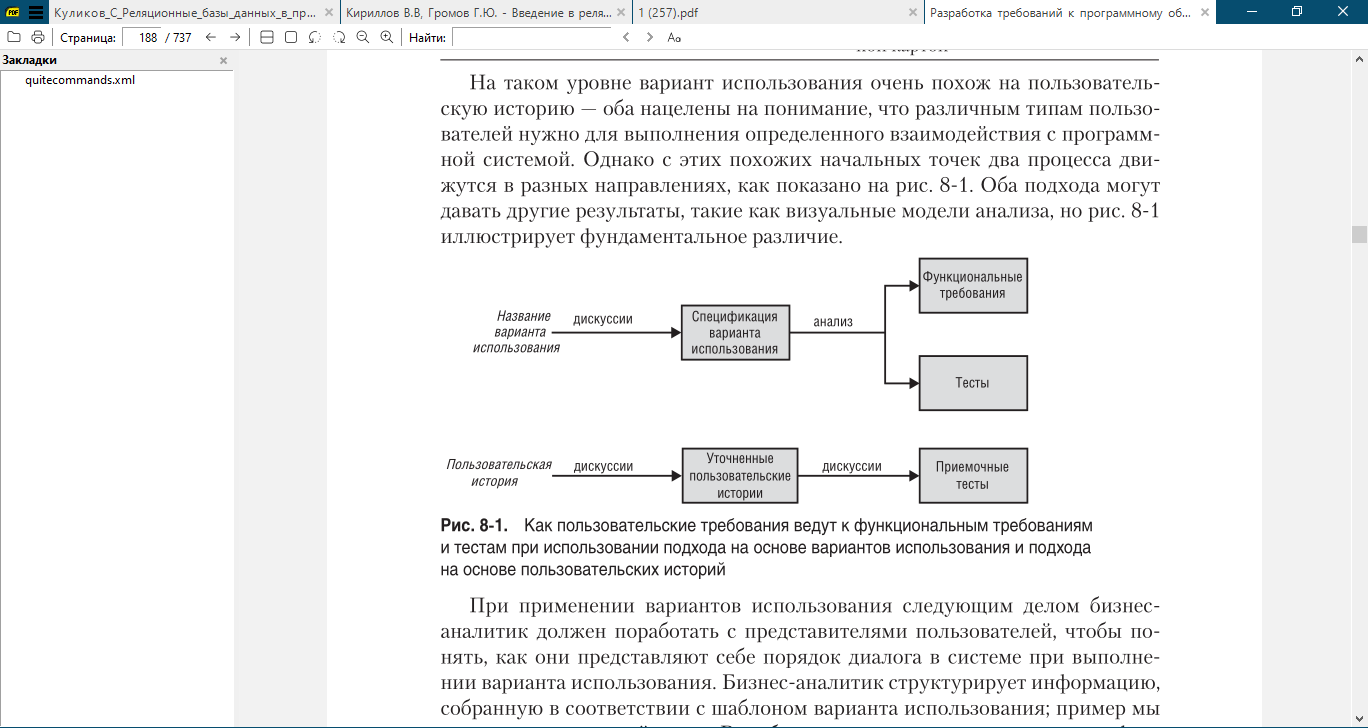 Куликов_С_Реляционные_базы_данных_в_пр...
Кириллов В.В, Громов Г.Ю. - Введение в реля...
1 (257).pdf
Разработка требований к программному об...
Страница: 188 / 737
Найти:
Закладки
quitecommands.xml
На таком уровне вариант использования очень похож на пользователь-
скую историю — оба нацелены на понимание, что различным типам пользо-
вателей нужно для выполнения определенного взаимодействия с программ-
ной системой. Однако с этих похожих начальных точек два процесса дви-
жутся в разных направлениях, как показано на рис. 8-1. Оба подхода могут
давать другие результаты, такие как визуальные модели анализа, но рис. 8-1
иллюстрирует фундаментальное различие.
Название
варианта
использования
дискуссии
Спецификация
варианта
использования
анализ
Функциональные
требования
Тесты
Пользовательская
история
дискуссии
Уточненные
пользовательские
истории
дискуссии
Приемочные
тесты
Рис. 8-1. Как пользовательские требования ведут к функциональным требованиям
и тестам при использовании подхода на основе вариантов использования и подхода
на основе пользовательских историй
При применении вариантов использования следующим делом бизнес-
аналитик должен поработать с представителями пользователей, чтобы по-
нять, как они представляют себе порядок диалога в системе при выполне-
нии варианта использования. Бизнес-аналитик структурирует информацию,
собранную в соответствии с шаблоном варианта использования; пример мы